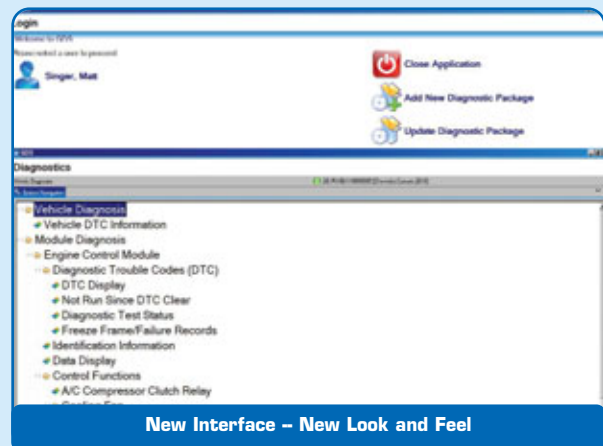 Login
Welcome to GDS
Please select a user to proceed
Singer, Matt
Close Application
Add New Diagnostic Package
Update Diagnostic Package
Diagnostics
Vehicle Diagnosis
Vehicle DTC Information
Module Diagnosis
Engine Control Module
Diagnostic Trouble Codes (DTC)
DTC Display
Not Run Since DTC Clear
Diagnostic Test Status
Freeze Frame/Failure Records
Identification Information
Data Display
Control Functions
A/C Compressor Clutch Relay
Cooling Fan
New Interface – New Look and Feel